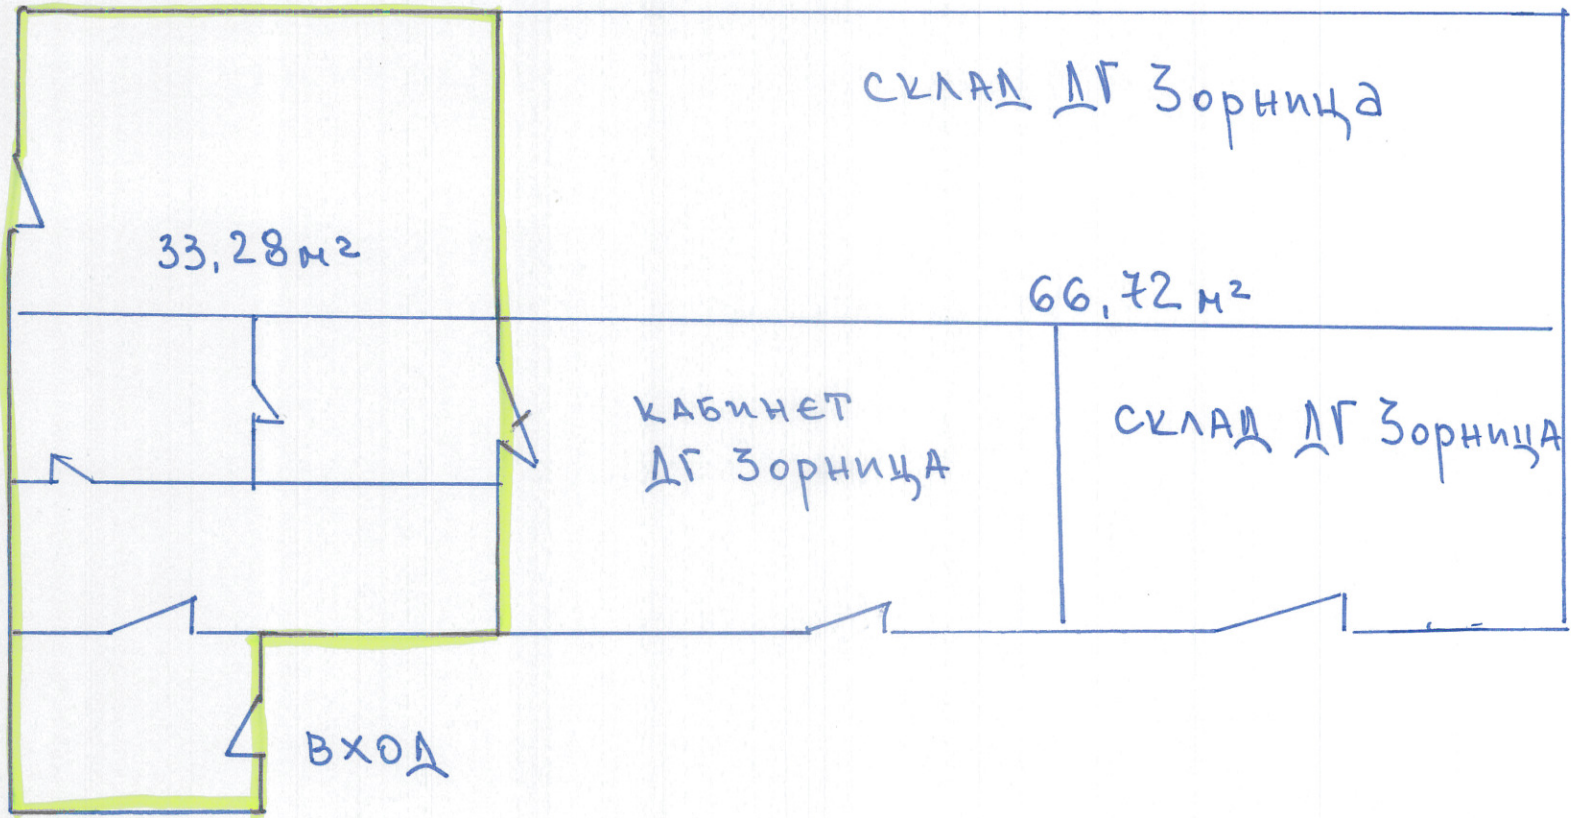 СКЛАД ДГ Зорница
33,28 м²
66,72 м²
КАБИНЕТ
ДГ ЗОРНИЦА
СКЛАД ДГ ЗОРНИЦА
ВХОД